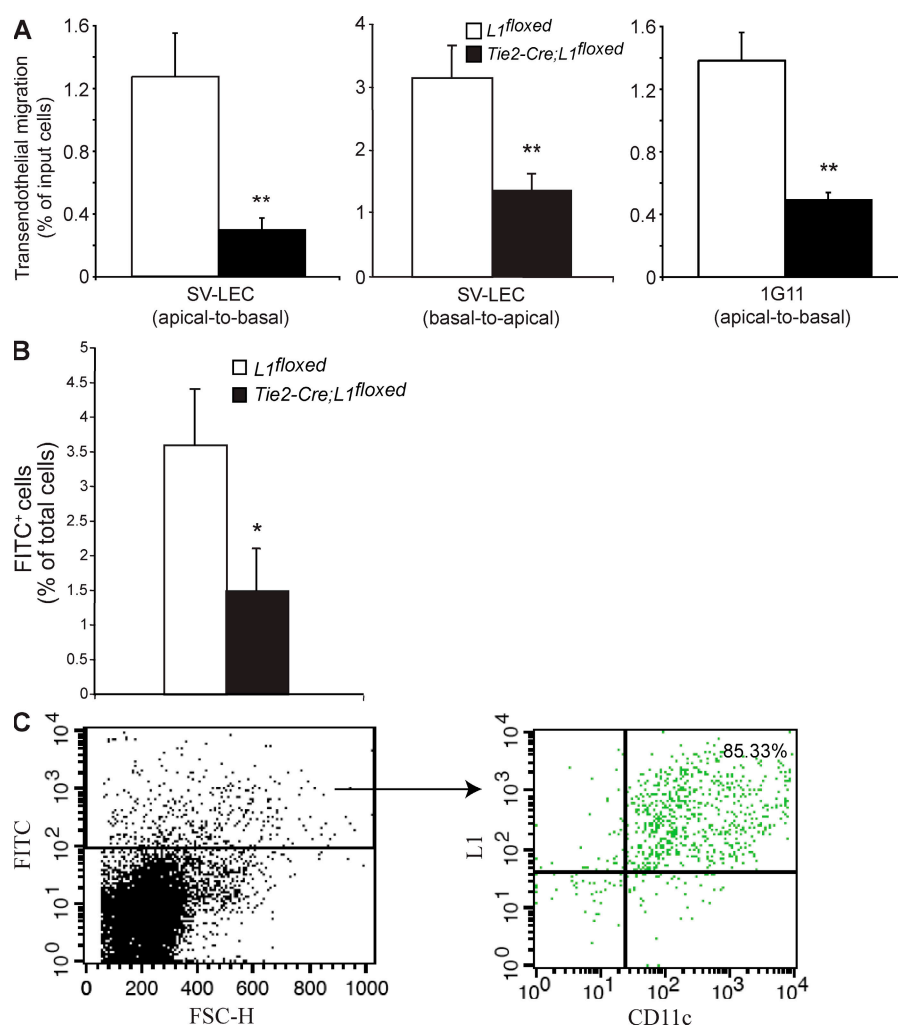 A
Transendothelial migration
(% of input cells)
1.6
1.2
0.8
0.4
0
**
SV-LEC
(apical-to-basal)
4
3
2
1
0
L1floxed
Tie2-Cre;L1floxed
**
SV-LEC
(basal-to-apical)
1.6
1.2
0.8
0.4
0
**
1G11
(apical-to-basal)
B
FITC+ cells
(% of total cells)
5
4.5
4
3.5
3
2.5
2
1.5
1
0.5
0
L1floxed
Tie2-Cre;L1floxed
*
C
FITC
10^4
10^3
10^2
10^1
10^0
0 200 400 600 800 1000
FSC-H
L1
10^4
10^3
10^2
10^1
10^0
85.33%
10^0 10^1 10^2 10^3 10^4
CD11c